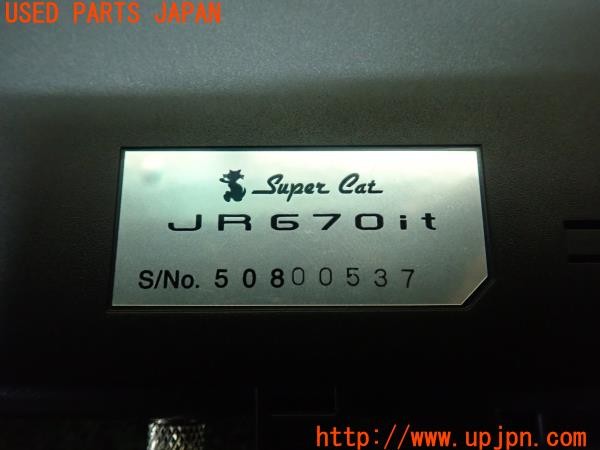 USED PARTS JAPAN
Super Cat
JR670it
S/No. 50800537
http://www.upjpn.com/